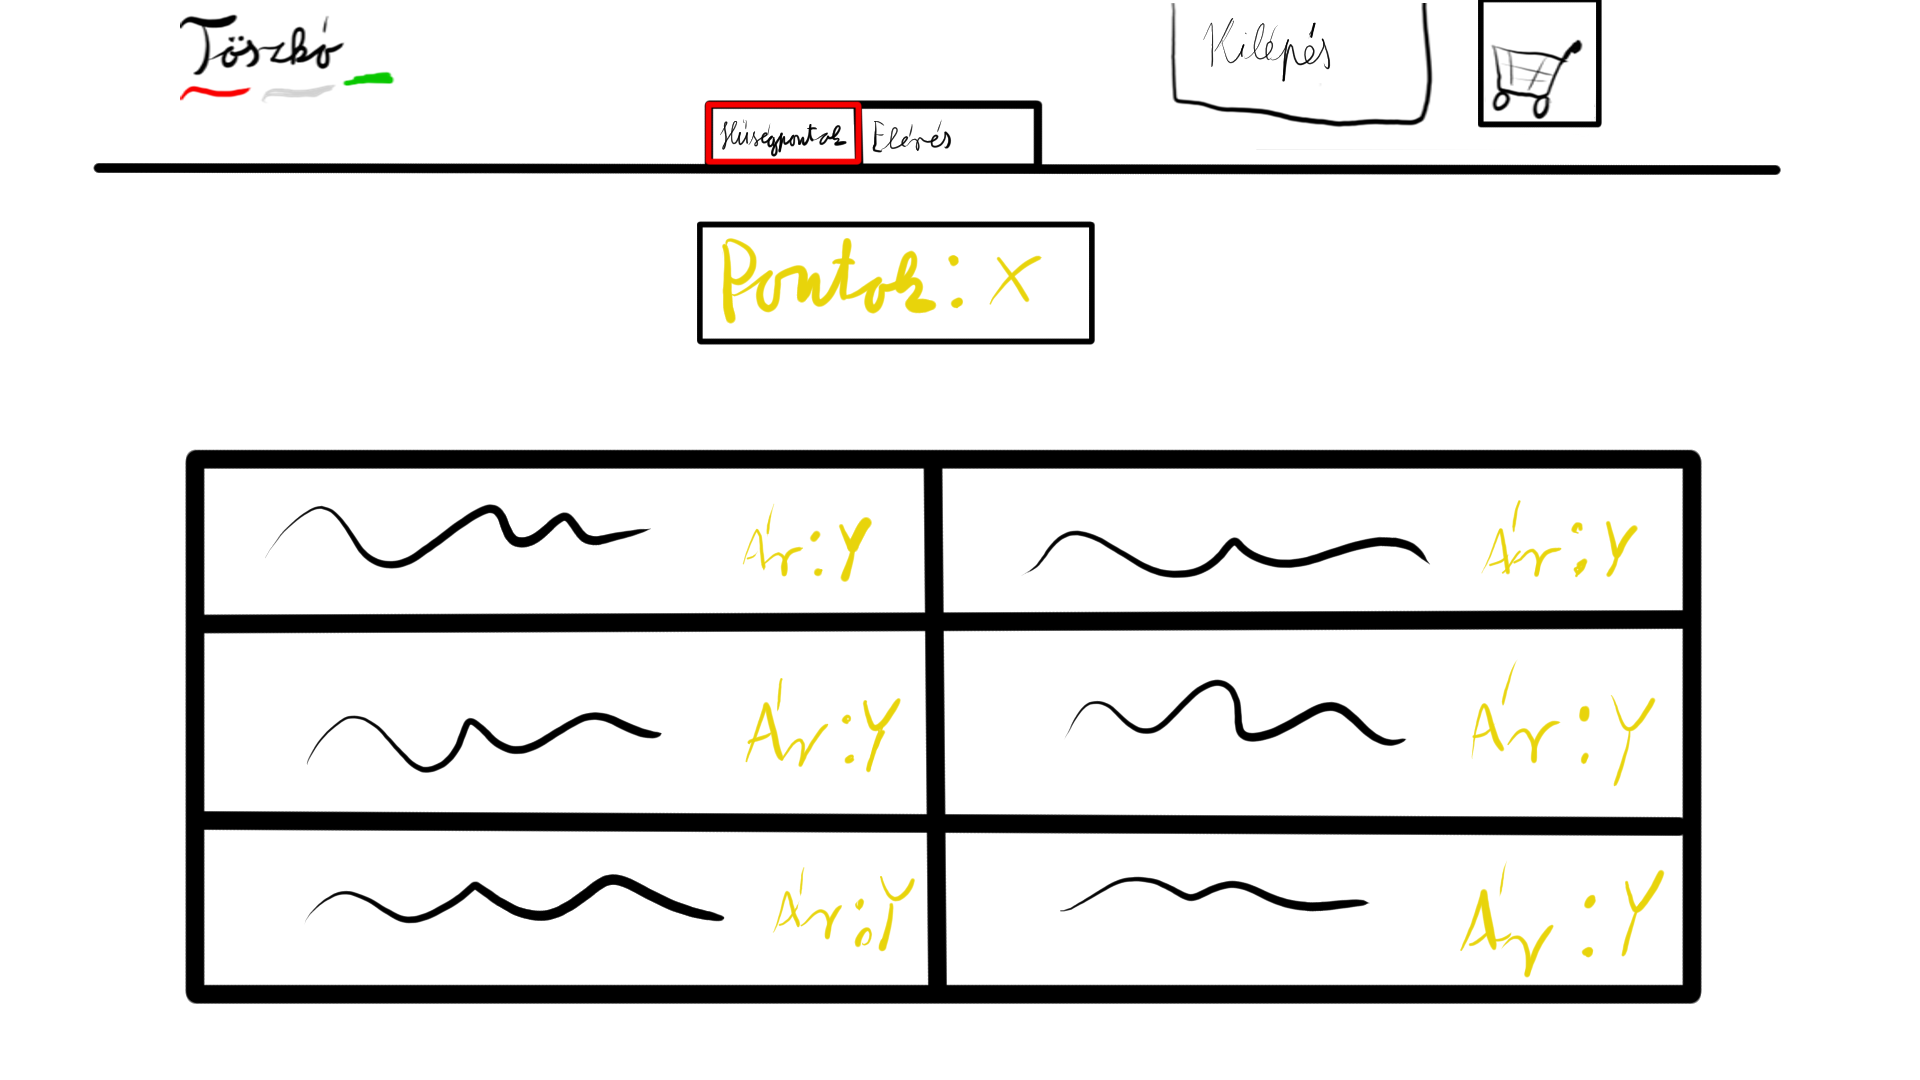 Töszkó
Kilépés
Hűségpontok Elérés
Pontok: X
Ár: Y Ár: Y
Ár: Y Ár: Y
Ár: Y Ár: Y